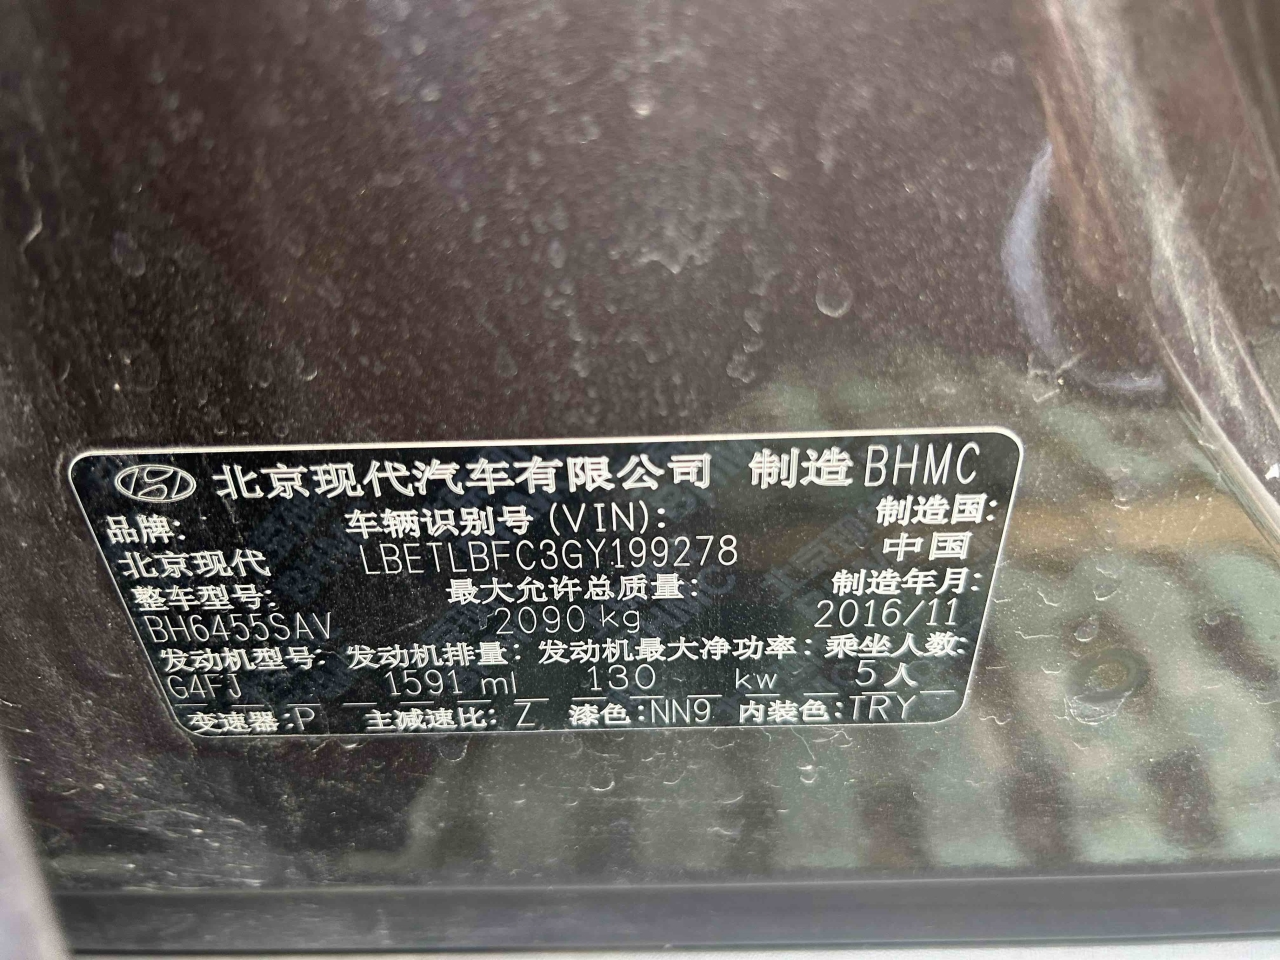 北京现代汽车有限公司 制造 BHMC
品牌: 车辆识别号 (VIN): 制造国:
北京现代 LBETLBFC3GY199278 中国
整车型号: 最大允许总质量: 制造年月:
BH6455SAV 2090 kg 2016/11
发动机型号: 发动机排量: 发动机最大净功率: 乘坐人数:
G4FJ 1591 ml 130 kw 5人
变速器:P 主减速比: Z 漆色:NN9 内装色:TRY